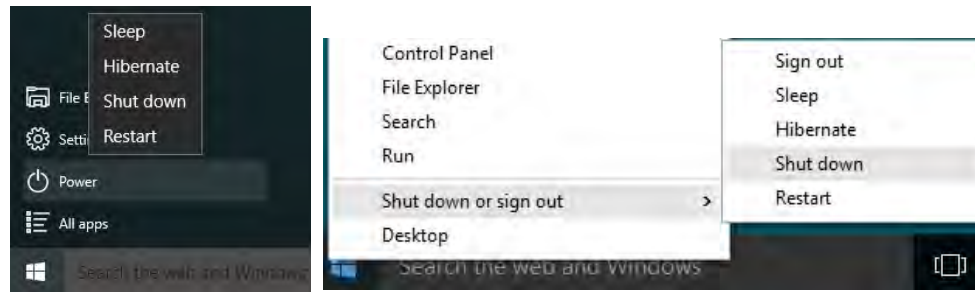 Sleep
Hibernate
Shut down
Restart
File E
Setti
Power
All apps
Search the web and Windows
Control Panel
File Explorer
Search
Run
Shut down or sign out >
Desktop
Search the web and Windows
Sign out
Sleep
Hibernate
Shut down
Restart